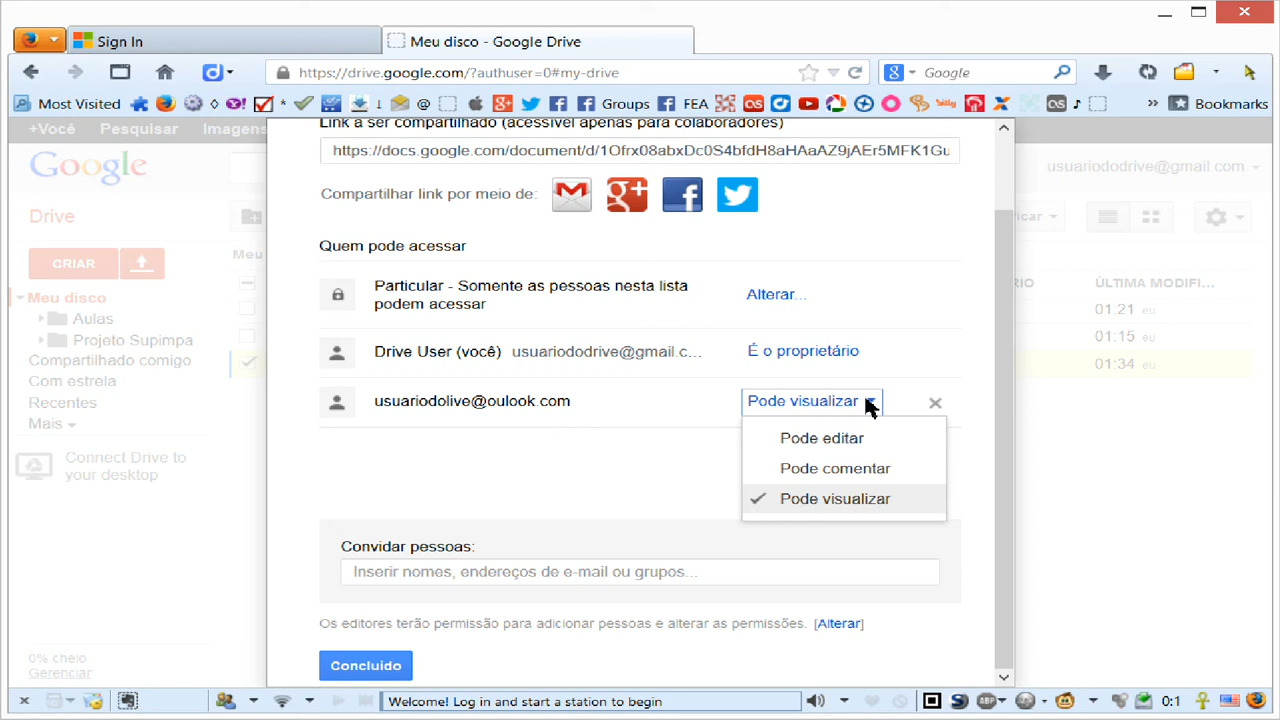 Sign In
Meu disco - Google Drive
https://drive.google.com/?authuser=0#my-drive
Google
Most Visited
Groups
FEA
Bookmarks
+Você Pesquisar Imagens
Link a ser compartilhado (acessível apenas para colaboradores)
https://docs.google.com/document/d/1Ofrx08abxDc0S4bfdH8aHAaAZ9jAEr5MFK1Gu
Google
usuariododrive@gmail.com
Compartilhar link por meio de:
Drive
icar
Quem pode acessar
CRIAR
Meu
Particular - Somente as pessoas nesta lista
podem acessar
Alterar...
IO
ÚLTIMA MODIFI...
Meu disco
01:21 eu
Aulas
01:15 eu
Projeto Supimpa
Drive User (você) usuariododrive@gmail.c...
É o proprietário
Compartilhado comigo
01:34 eu
Com estrela
Recentes
Mais
usuariodolive@oulook.com
Pode visualizar
Pode editar
Pode comentar
Pode visualizar
Connect Drive to
your desktop
Convidar pessoas:
Inserir nomes, endereços de e-mail ou grupos...
Os editores terão permissão para adicionar pessoas e alterar as permissões. [Alterar]
0% cheio
Gerenciar
Concluído
Welcome! Log in and start a station to begin
ABP
0:1